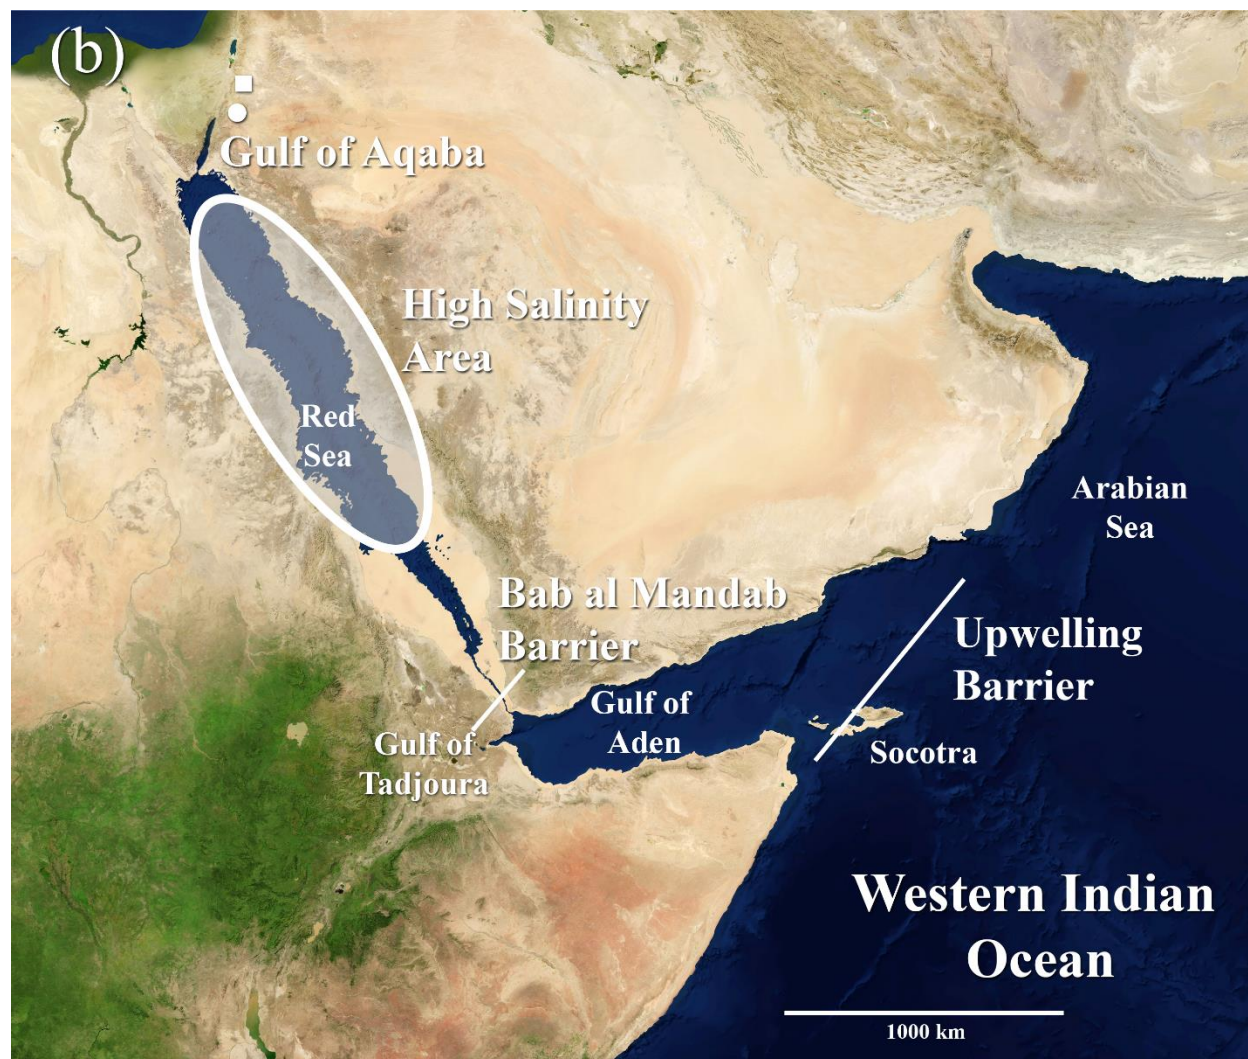 (b)
Gulf of Aqaba
High Salinity
Area
Red
Sea
Arabian
Sea
Bab al Mandab
Barrier
Upwelling
Barrier
Gulf of
Aden
Gulf of
Tadjoura
Socotra
Western Indian
Ocean
1000 km